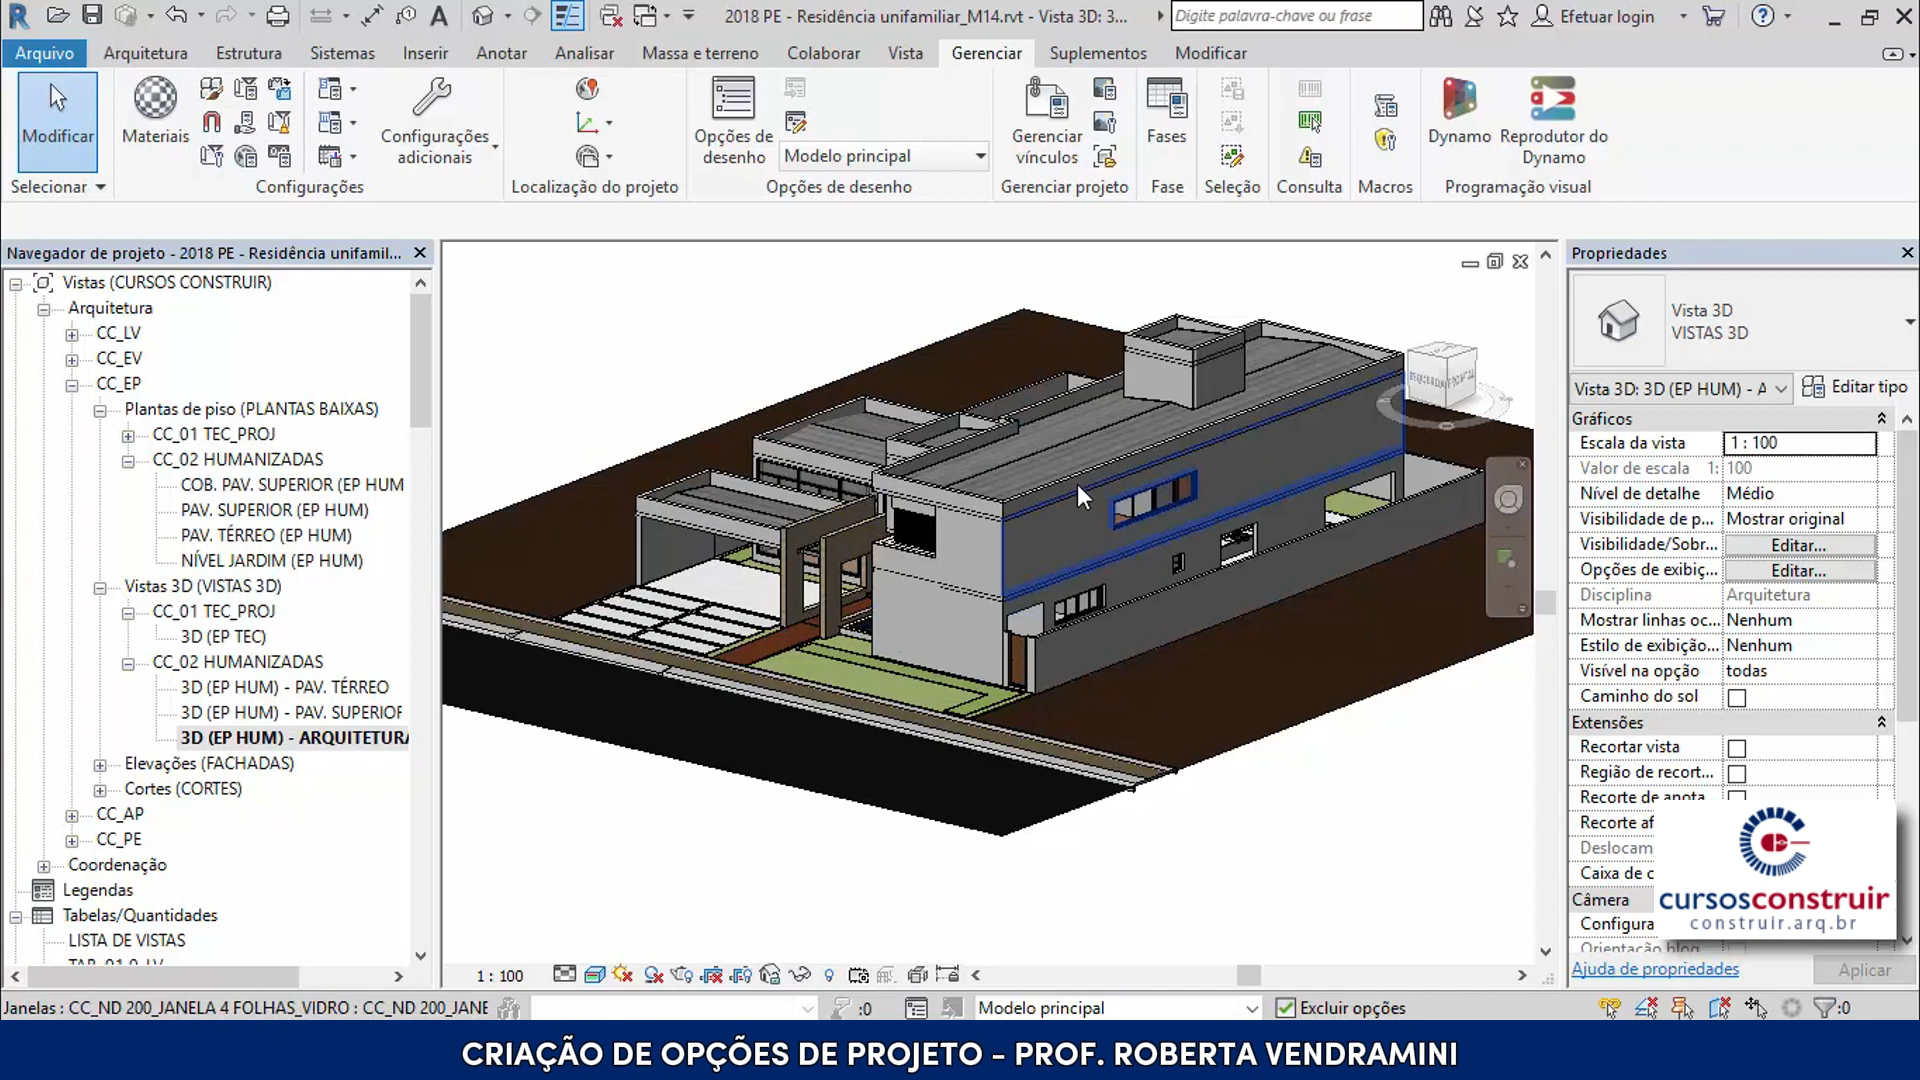 2018 PE - Residência unifamiliar_M14.rvt - Vista 3D: 3...
Digite palavra-chave ou frase
Efetuar login
Arquivo Arquitetura Estrutura Sistemas Inserir Anotar Analisar Massa e terreno Colaborar Vista Gerenciar Suplementos Modificar
Modificar
Materiais
Configurações
adicionais
Opções de
desenho
Modelo principal
Gerenciar
vínculos
Fases
Dynamo
Reprodutor do
Dynamo
Selecionar
Configurações
Localização do projeto
Opções de desenho
Gerenciar projeto
Fase
Seleção
Consulta
Macros
Programação visual
Navegador de projeto - 2018 PE - Residência unifamil...
Vistas (CURSOS CONSTRUIR)
Arquitetura
CC_LV
CC_EV
CC_EP
Plantas de piso (PLANTAS BAIXAS)
CC_01 TEC_PROJ
CC_02 HUMANIZADAS
COB. PAV. SUPERIOR (EP HUM
PAV. SUPERIOR (EP HUM)
PAV. TÉRREO (EP HUM)
NÍVEL JARDIM (EP HUM)
Vistas 3D (VISTAS 3D)
CC_01 TEC_PROJ
3D (EP TEC)
CC_02 HUMANIZADAS
3D (EP HUM) - PAV. TÉRREO
3D (EP HUM) - PAV. SUPERIOR
3D (EP HUM) - ARQUITETURA
Elevações (FACHADAS)
Cortes (CORTES)
CC_AP
CC_PE
Coordenação
Legendas
Tabelas/Quantidades
LISTA DE VISTAS
Propriedades
Vista 3D
VISTAS 3D
Vista 3D: 3D (EP HUM) - A
Editar tipo
Gráficos
Escala da vista 1 : 100
Valor de escala 1: 100
Nível de detalhe Médio
Visibilidade de p... Mostrar original
Visibilidade/Sobr... Editar...
Opções de exibiç... Editar...
Disciplina Arquitetura
Mostrar linhas oc... Nenhum
Estilo de exibição... Nenhum
Visível na opção todas
Caminho do sol
Extensões
Recortar vista
Região de recort...
Recorte de anota
Recorte af
Deslocam
Caixa de c
Câmera
Configura
Ajuda de propriedades
Aplicar
cursosconstruir
construir.arq.br
1 : 100
Janelas : CC_ND 200_JANELA 4 FOLHAS_VIDRO : CC_ND 200_JANE
:0
Modelo principal
Excluir opções
:0
CRIAÇÃO DE OPÇÕES DE PROJETO - PROF. ROBERTA VENDRAMINI